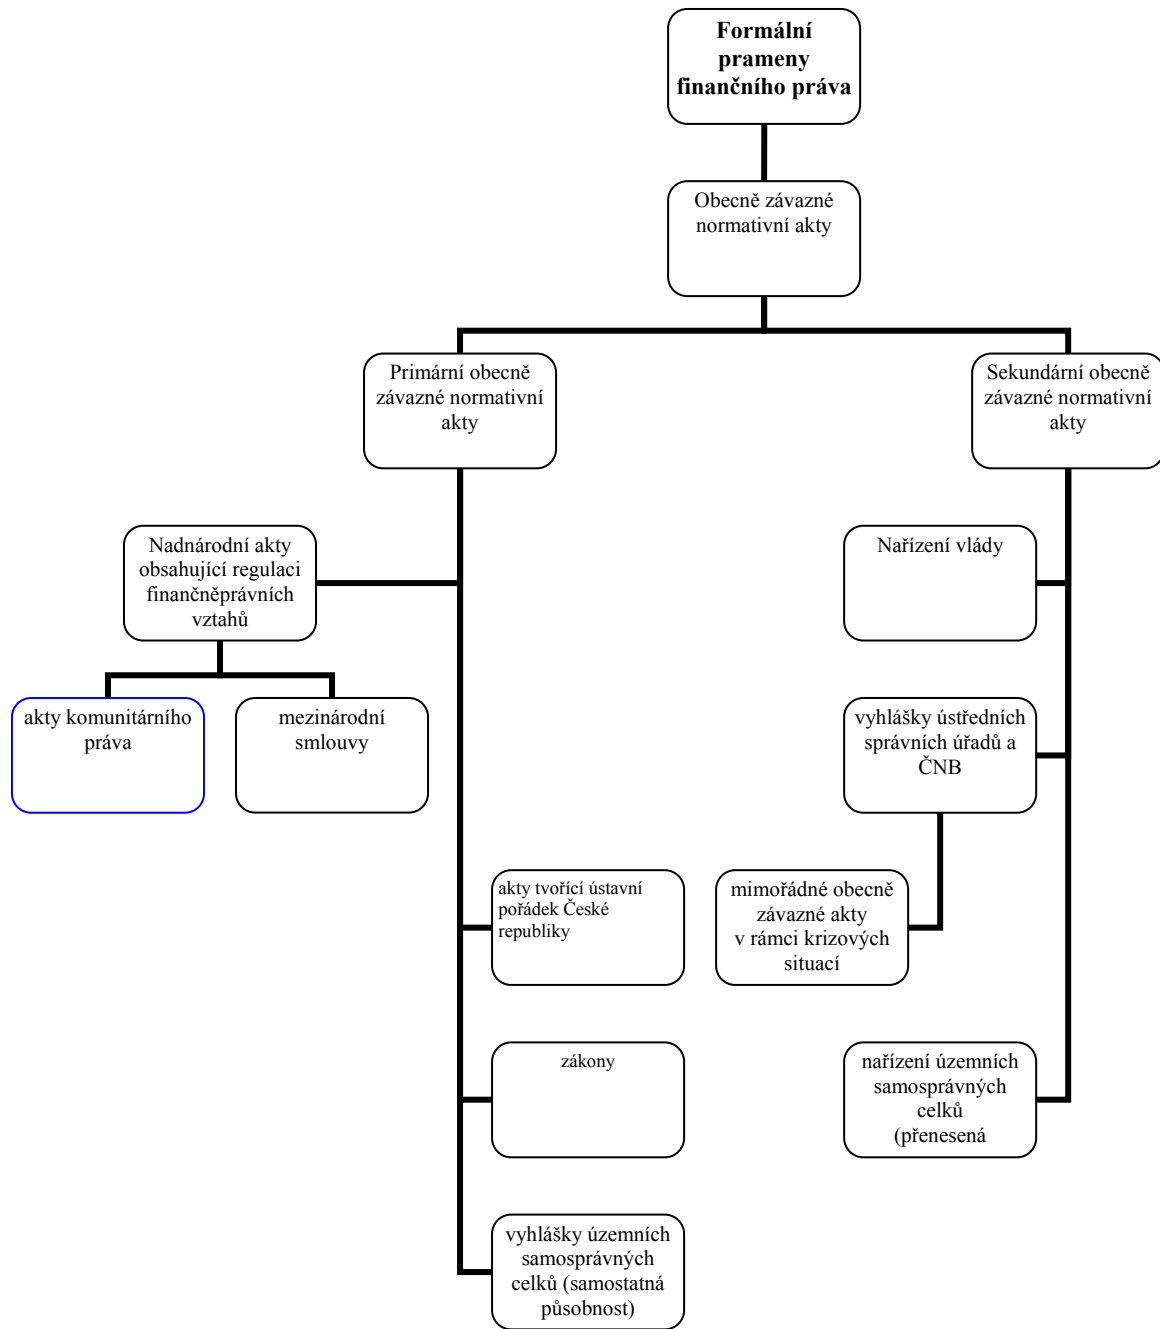 Formální
prameny
finančního práva
Obecně závazné
normativní akty
Primární obecně
závazné normativní
akty
Sekundární obecně
závazné normativní
akty
Nadnárodní akty
obsahující regulaci
finančněprávních
vztahů
Nařízení vlády
akty komunitárního
práva
mezinárodní
smlouvy
vyhlášky ústředních
správních úřadů a
ČNB
akty tvořící ústavní
pořádek České
republiky
mimořádné obecně
závazné akty
v rámci krizových
situací
zákony
nařízení územních
samosprávných
celků
(přenesená
vyhlášky územních
samosprávných
celků (samostatná
působnost)